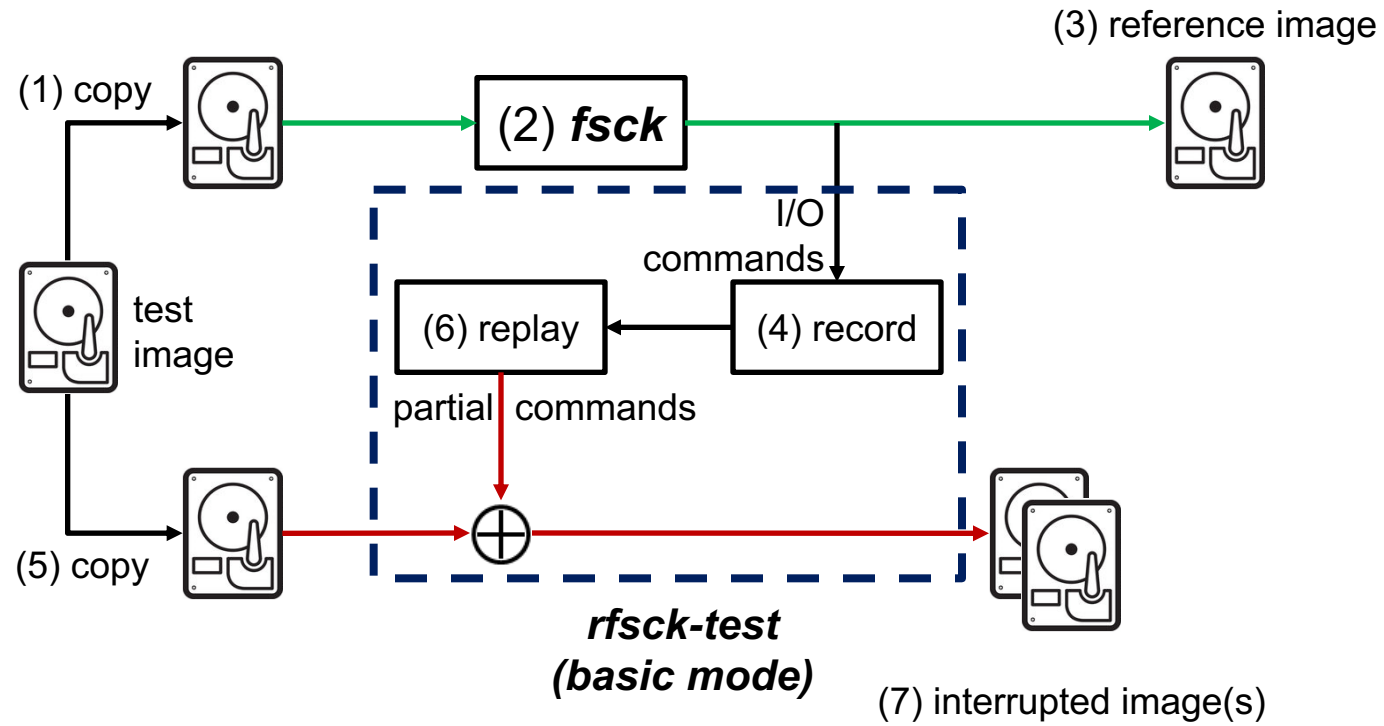 (3) reference image
(1) copy
(2) fsck
I/O
commands
test
image
(6) replay
(4) record
partial commands
(5) copy
rfsck-test
(basic mode)
(7) interrupted image(s)